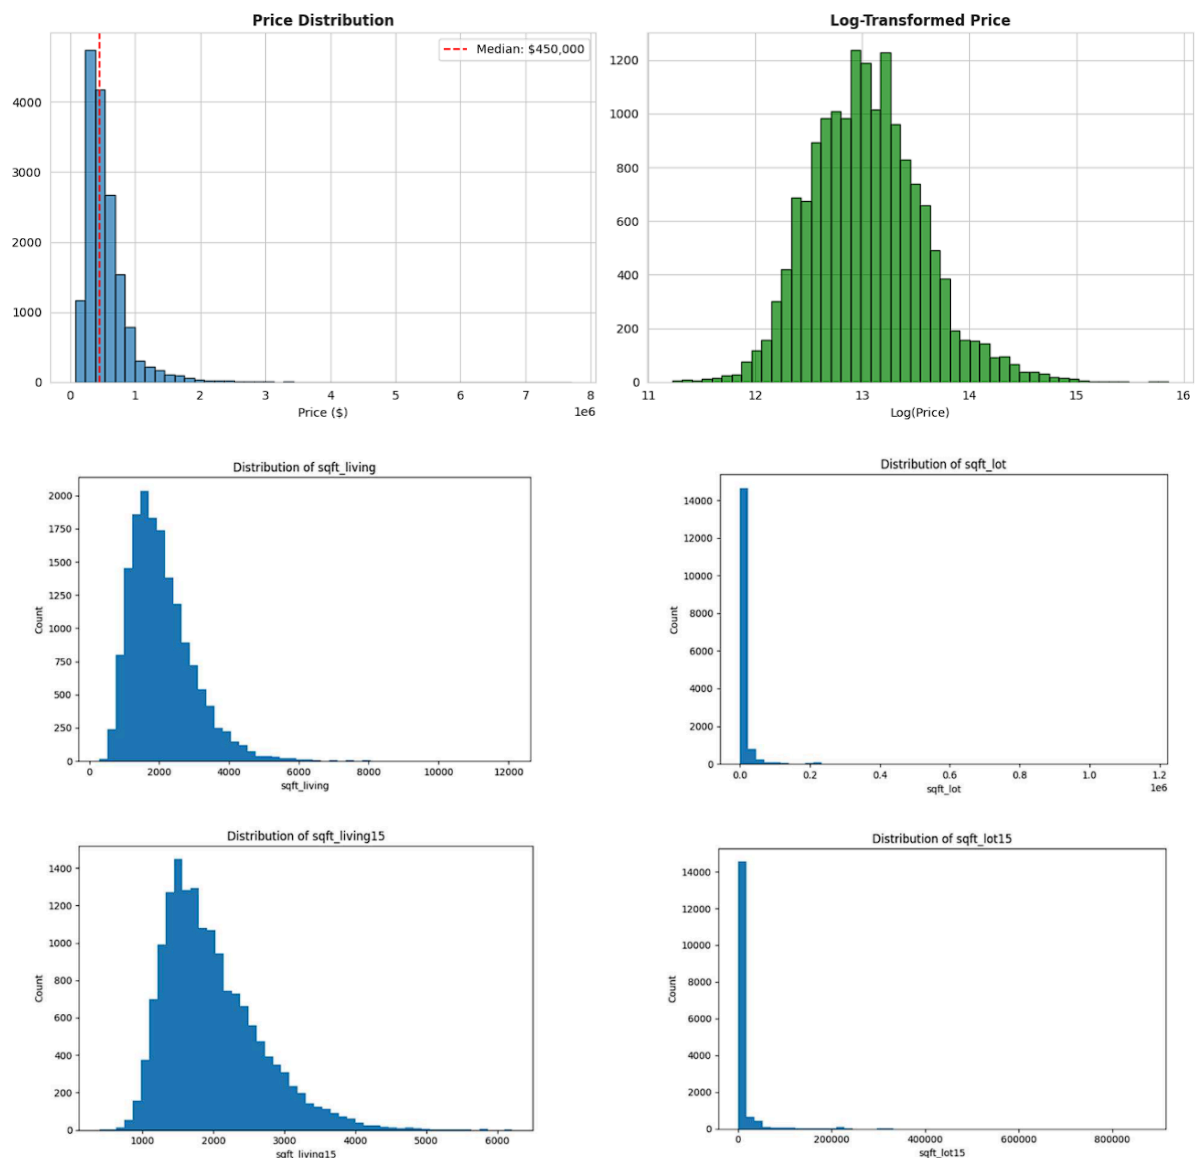 Price Distribution
Median: $450,000
4000
3000
2000
1000
0
0 1 2 3 4 5 6 7 8
1e6
Price ($)
Log-Transformed Price
1200
1000
800
600
400
200
0
11 12 13 14 15 16
Log(Price)
Distribution of sqft_living
2000
1750
1500
1250
1000
750
500
250
0
Count
0 2000 4000 6000 8000 10000 12000
sqft_living
Distribution of sqft_lot
14000
12000
10000
8000
6000
4000
2000
0
Count
0.0 0.2 0.4 0.6 0.8 1.0 1.2
1e6
sqft_lot
Distribution of sqft_living15
1400
1200
1000
800
600
400
200
0
Count
1000 2000 3000 4000 5000 6000
sqft_living15
Distribution of sqft_lot15
14000
12000
10000
8000
6000
4000
2000
0
Count
0 200000 400000 600000 800000
sqft_lot15